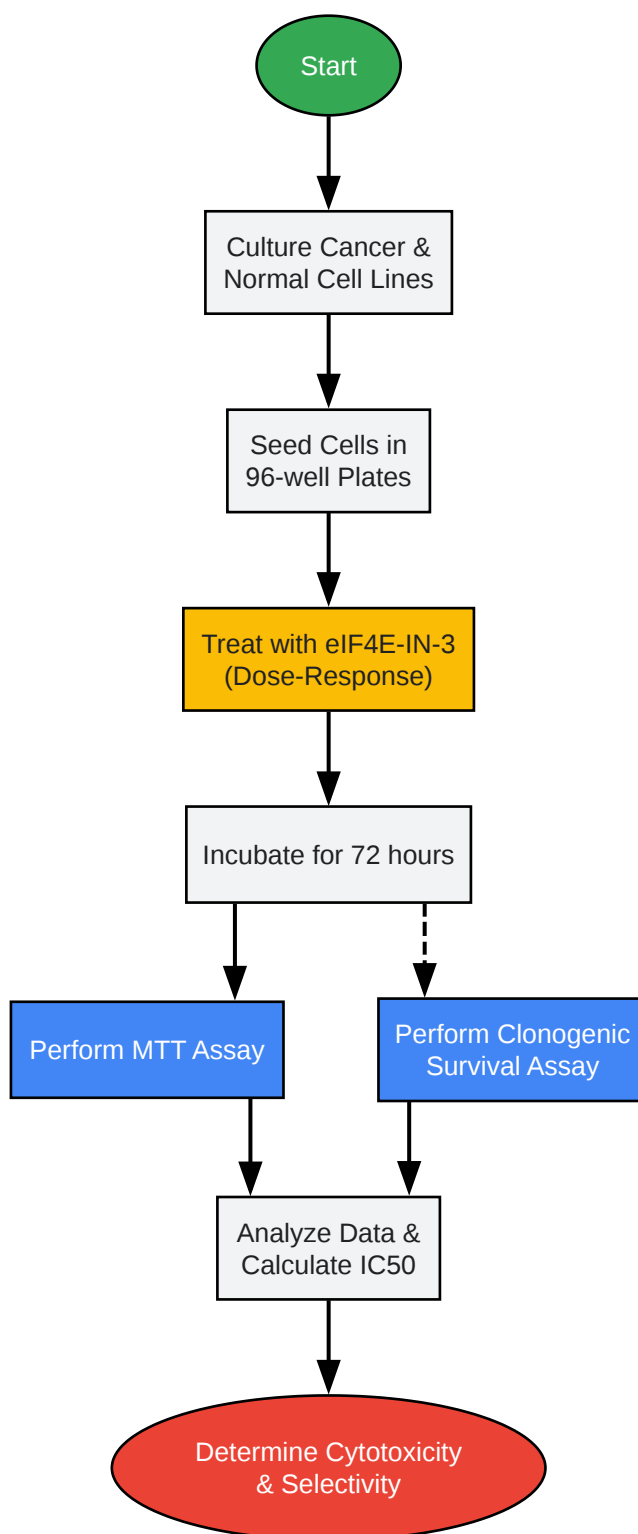 Start
Culture Cancer &
Normal Cell Lines
Seed Cells in
96-well Plates
Treat with eIF4E-IN-3
(Dose-Response)
Incubate for 72 hours
Perform MTT Assay
Perform Clonogenic
Survival Assay
Analyze Data &
Calculate IC50
Determine Cytotoxicity
& Selectivity